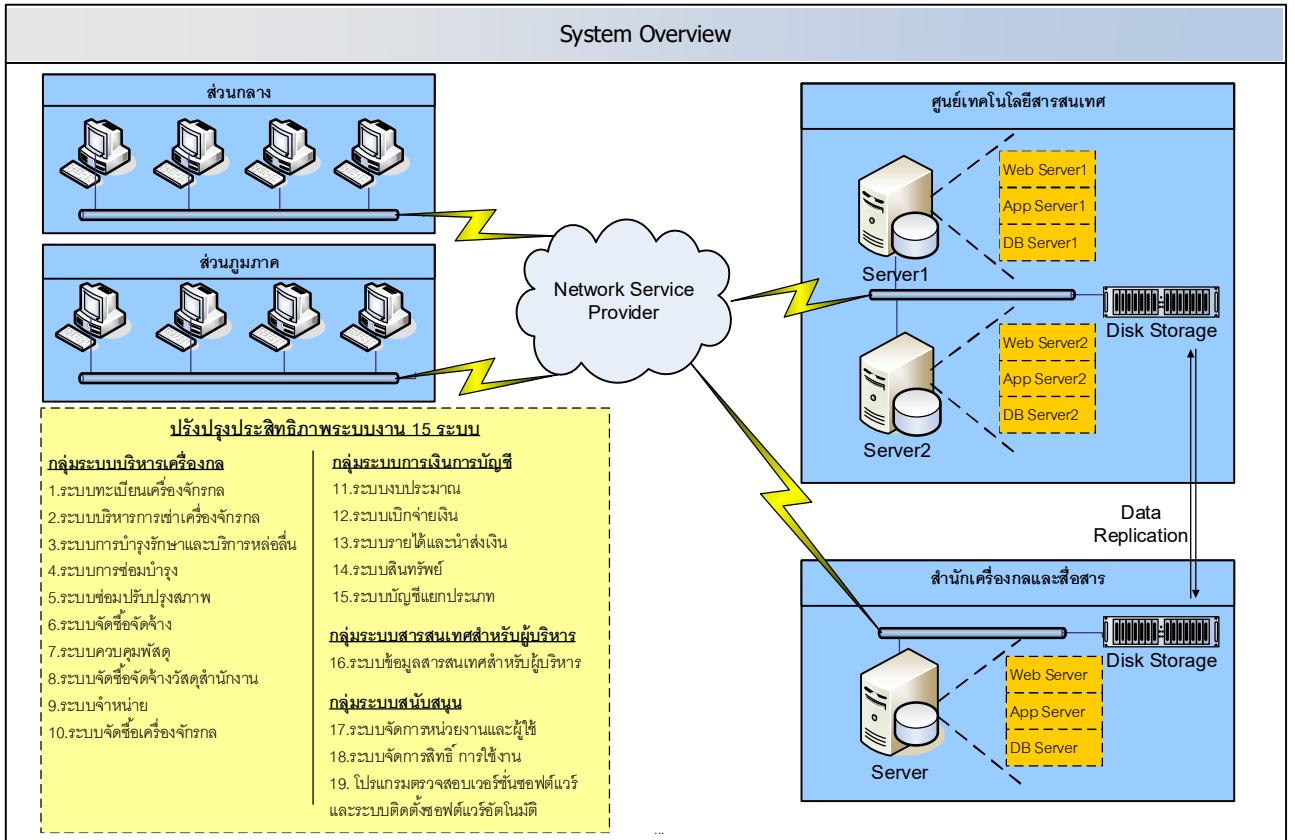 System Overview
ส่วนกลาง
ส่วนภูมภาค
Network Service
Provider
ศูนย์เทคโนโลยีสารสนเทศ
Web Server1
App Server1
DB Server1
Server1
Disk Storage
Web Server2
App Server2
DB Server2
Server2
Data
Replication
สำนักเครื่องกลและสื่อสาร
Disk Storage
Web Server
App Server
DB Server
Server
ปรังปรุงประสิทธิภาพระบบงาน 15 ระบบ
กลุ่มระบบบริหารเครื่องกล
1.ระบบทะเบียนเครื่องจักรกล
2.ระบบบริหารการเช่าเครื่องจักรกล
3.ระบบการบำรุงรักษาและบริการหล่อลื่น
4.ระบบการซ่อมบำรุง
5.ระบบซ่อมปรับปรุงสภาพ
6.ระบบจัดซื้อจัดจ้าง
7.ระบบควบคุมพัสดุ
8.ระบบจัดซื้อจัดจ้างวัสดุสำนักงาน
9.ระบบจำหน่าย
10.ระบบจัดซื้อเครื่องจักรกล
กลุ่มระบบการเงินการบัญชี
11.ระบบงบประมาณ
12.ระบบเบิกจ่ายเงิน
13.ระบบรายได้และนำส่งเงิน
14.ระบบสินทรัพย์
15.ระบบบัญชีแยกประเภท
กลุ่มระบบสารสนเทศสำหรับผู้บริหาร
16.ระบบข้อมูลสารสนเทศสำหรับผู้บริหาร
กลุ่มระบบสนับสนุน
17.ระบบจัดการหน่วยงานและผู้ใช้
18.ระบบจัดการสิทธิ์ การใช้งาน
19. โปรแกรมตรวจสอบเวอร์ชั่นซอฟต์แวร์
และระบบติดตั้งซอฟต์แวร์อัตโนมัติ